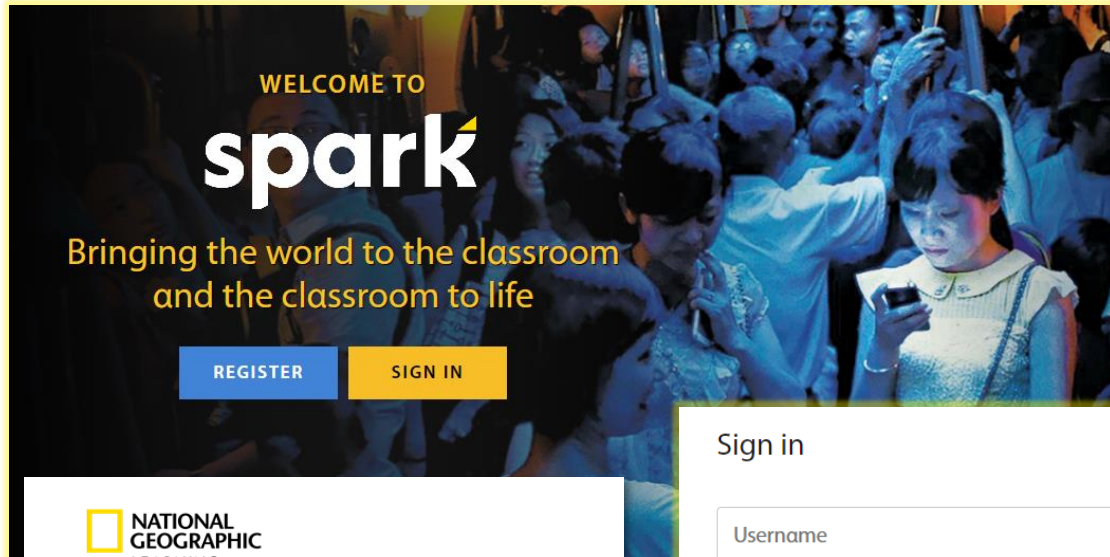 WELCOME TO
spark
Bringing the world to the classroom
and the classroom to life
REGISTER
SIGN IN
Sign in
NATIONAL
GEOGRAPHIC
Username